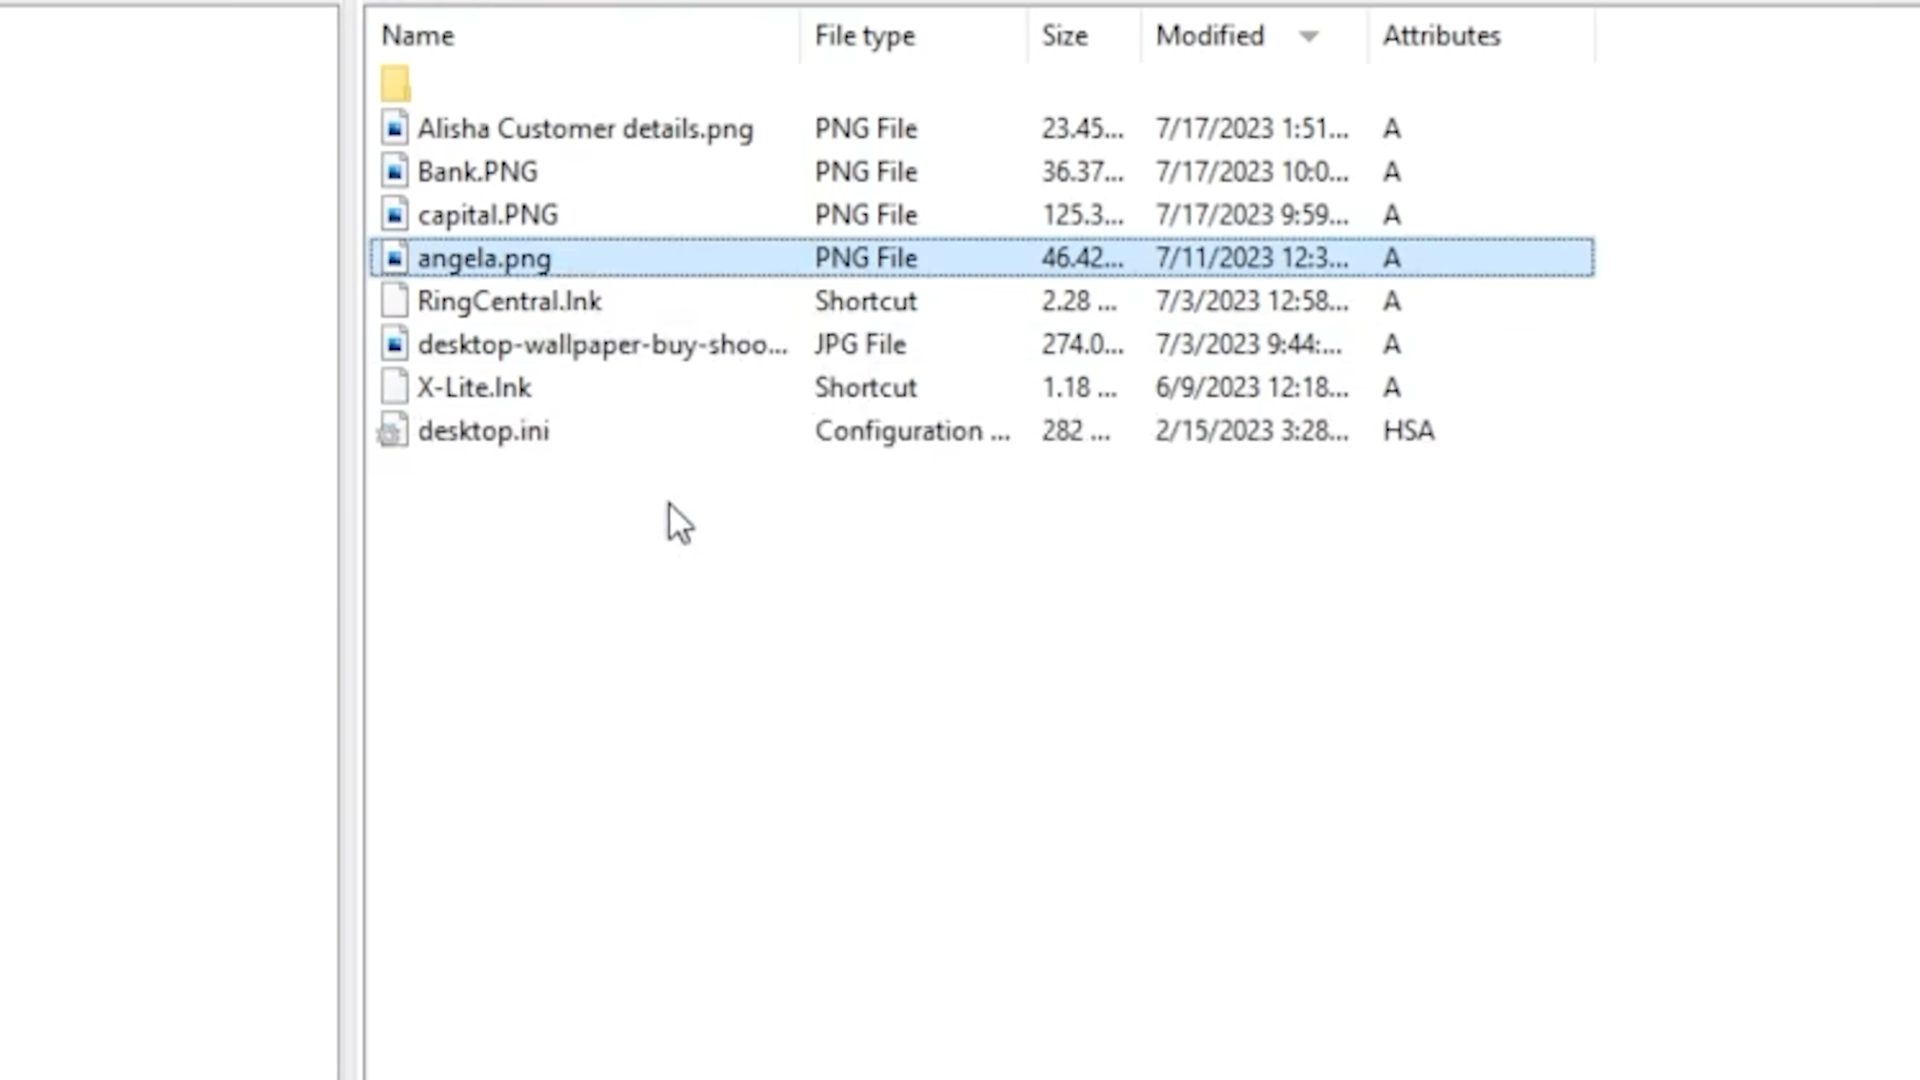 Name File type Size Modified Attributes
Alisha Customer details.png PNG File 23.45... 7/17/2023 1:51... A
Bank.PNG PNG File 36.37... 7/17/2023 10:0... A
capital.PNG PNG File 125.3... 7/17/2023 9:59... A
angela.png PNG File 46.42... 7/11/2023 12:3... A
RingCentral.lnk Shortcut 2.28 ... 7/3/2023 12:58... A
desktop-wallpaper-buy-shoo... JPG File 274.0... 7/3/2023 9:44:... A
X-Lite.lnk Shortcut 1.18 ... 6/9/2023 12:18... A
desktop.ini Configuration ... 282 ... 2/15/2023 3:28... HSA